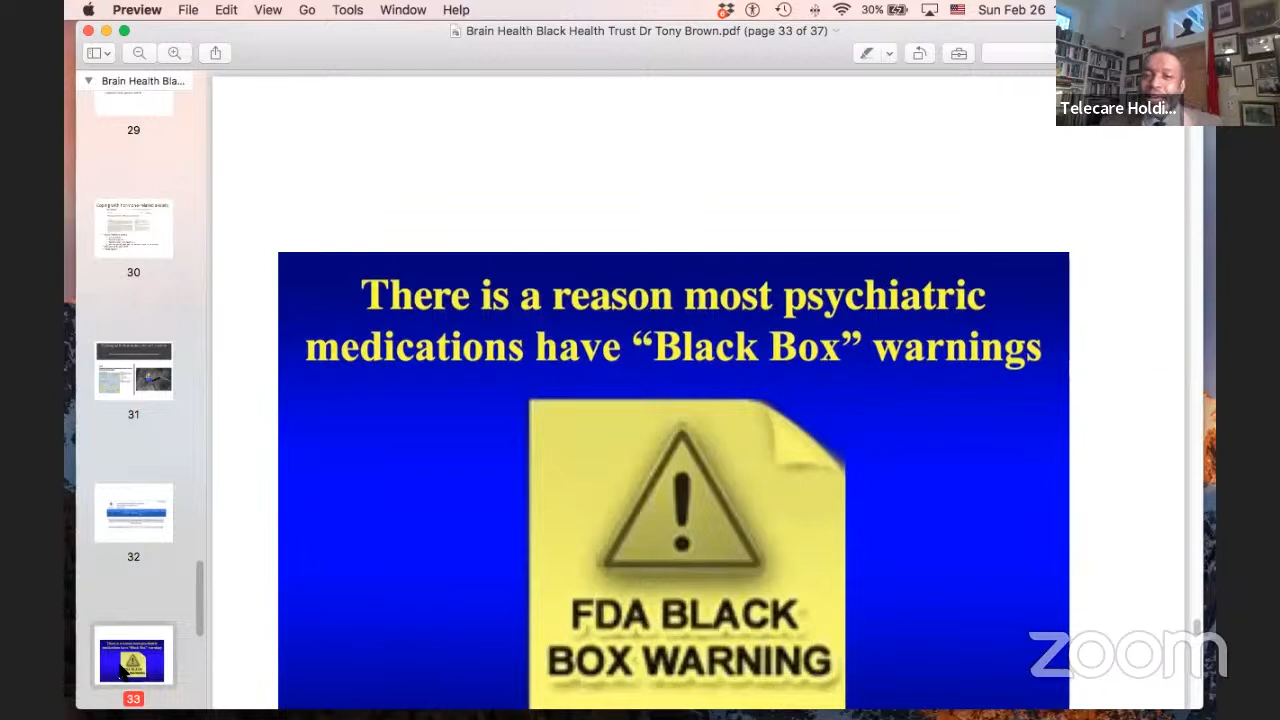 Preview File Edit View Go Tools Window Help
6 30% Sun Feb 26
Brain Health Black Health Trust Dr Tony Brown.pdf (page 33 of 37)
Telecare Holdi...
Brain Health Bla...
29
30
31
32
33
There is a reason most psychiatric
medications have “Black Box” warnings
FDA BLACK
BOX WARNING
zoom